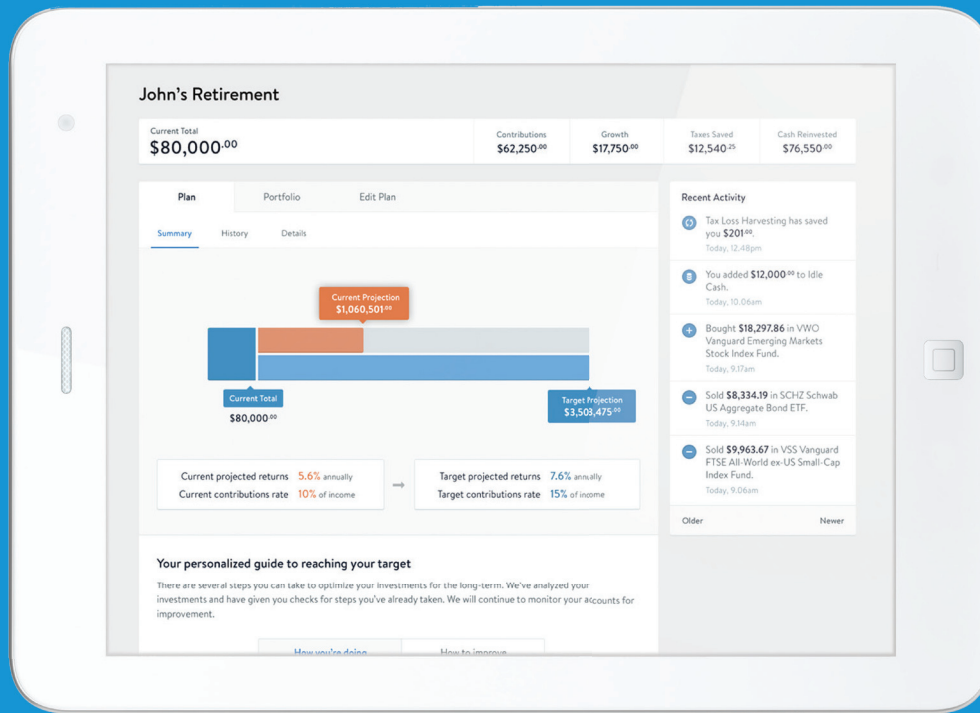 John's Retirement
Current Total
$80,000.00
Contributions
$62,250.00
Growth
$17,750.00
Taxes Saved
$12,540.25
Cash Reinvested
$76,550.00
Plan
Portfolio
Edit Plan
Summary
History
Details
Current Projection
$1,060,501.00
Current Total
$80,000.00
Target Projection
$3,503,475.00
Current projected returns 5.6% annually
Current contributions rate 10% of income
Target projected returns 7.6% annually
Target contributions rate 15% of income
Your personalized guide to reaching your target
There are several steps you can take to optimize your investments for the long-term. We've analyzed your
investments and have given you checks for steps you've already taken. We will continue to monitor your accounts for
improvement.
How you're doing
How to improve
Recent Activity
Tax Loss Harvesting has saved
you $201.00.
Today, 12.48pm
You added $12,000.00 to Idle
Cash.
Today, 10.06am
Bought $18,297.86 in VWO
Vanguard Emerging Markets
Stock Index Fund.
Today, 9.17am
Sold $8,334.19 in SCHZ Schwab
US Aggregate Bond ETF.
Today, 9.14am
Sold $9,963.67 in VSS Vanguard
FTSE All-World ex-US Small-Cap
Index Fund.
Today, 9.06am
Older
Newer